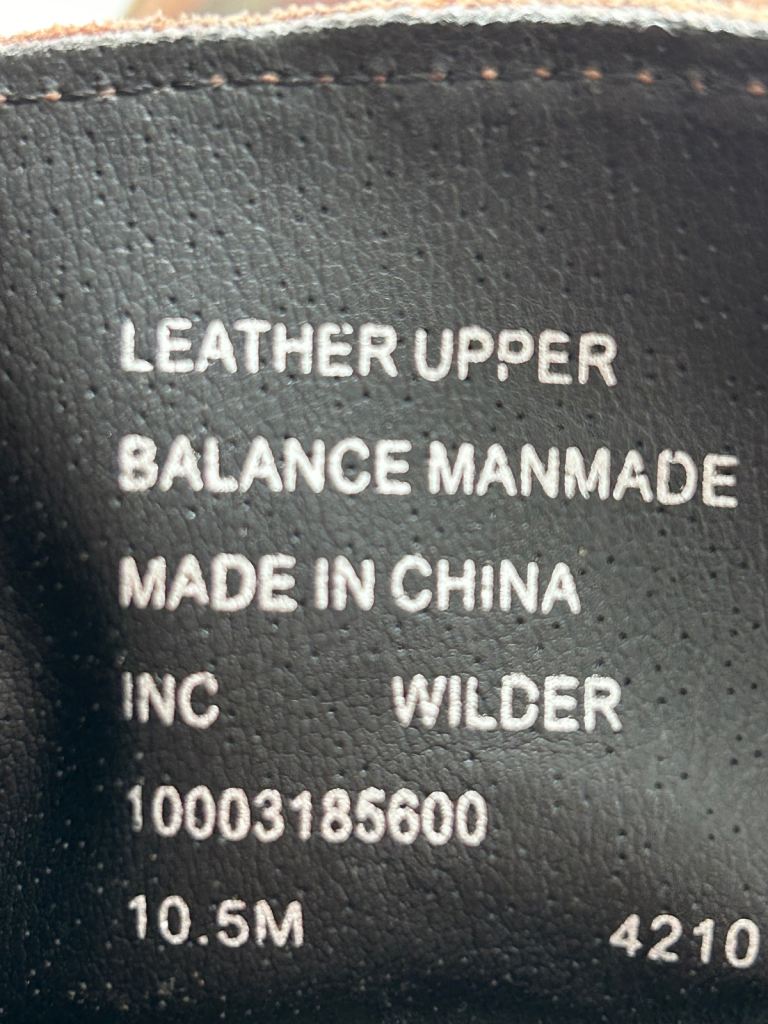 LEATHER UPPER
BALANCE MANMADE
MADE IN CHINA
INC WILDER
10003185600
10.5M 4210